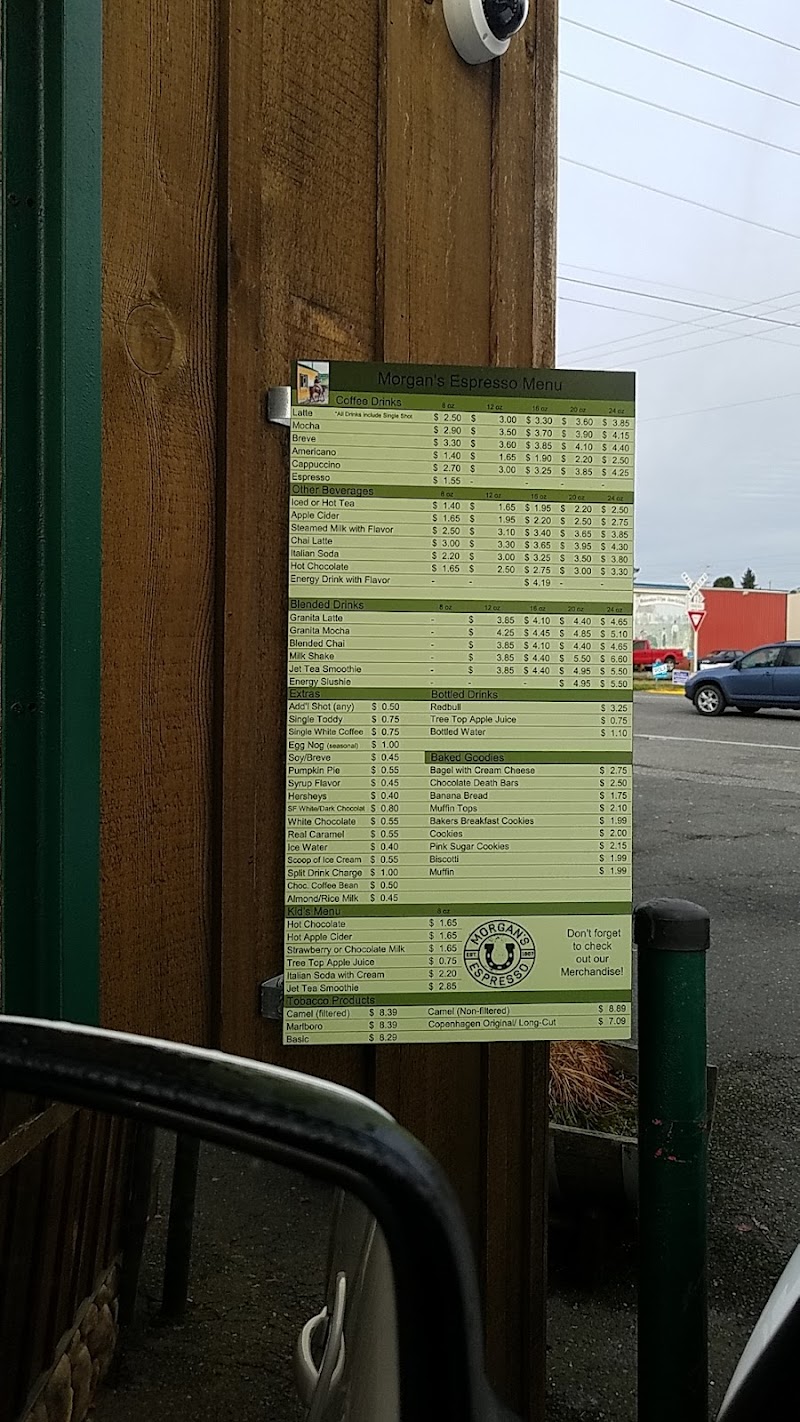 Morgan's Espresso Menu
Coffee Drinks 8 oz 12 oz 16 oz 20 oz 24 oz
Latte *All Drinks Include Single Shot $ 2.50 $ 3.00 $ 3.30 $ 3.60 $ 3.85
Mocha $ 2.90 $ 3.50 $ 3.70 $ 3.90 $ 4.15
Breve $ 3.30 $ 3.60 $ 3.85 $ 4.10 $ 4.40
Americano $ 1.40 $ 1.65 $ 1.90 $ 2.20 $ 2.50
Cappuccino $ 2.70 $ 3.00 $ 3.25 $ 3.85 $ 4.25
Espresso $ 1.55 - - - -
Other Beverages 8 oz 12 oz 16 oz 20 oz 24 oz
Iced or Hot Tea $ 1.40 $ 1.65 $ 1.95 $ 2.20 $ 2.50
Apple Cider $ 1.65 $ 1.95 $ 2.20 $ 2.50 $ 2.75
Steamed Milk with Flavor $ 2.50 $ 3.10 $ 3.40 $ 3.65 $ 3.85
Chai Latte $ 3.00 $ 3.30 $ 3.65 $ 3.95 $ 4.30
Italian Soda $ 2.20 $ 3.00 $ 3.25 $ 3.50 $ 3.80
Hot Chocolate $ 1.65 $ 2.50 $ 2.75 $ 3.00 $ 3.30
Energy Drink with Flavor - - $ 4.19 -
Blended Drinks 8 oz 12 oz 16 oz 20 oz 24 oz
Granita Latte - $ 3.85 $ 4.10 $ 4.40 $ 4.65
Granita Mocha - $ 4.25 $ 4.45 $ 4.85 $ 5.10
Blended Chai - $ 3.85 $ 4.10 $ 4.40 $ 4.65
Milk Shake - $ 3.85 $ 4.40 $ 5.50 $ 6.60
Jet Tea Smoothie - $ 3.85 $ 4.40 $ 4.95 $ 5.50
Energy Slushie - - - $ 4.95 $ 5.50
Extras
Add'l Shot (any) $ 0.50
Single Toddy $ 0.75
Single White Coffee $ 0.75
Egg Nog (seasonal) $ 1.00
Soy/Breve $ 0.45
Pumpkin Pie $ 0.55
Syrup Flavor $ 0.45
Hersheys $ 0.40
SF White/Dark Chocolat $ 0.80
White Chocolate $ 0.55
Real Caramel $ 0.55
Ice Water $ 0.40
Scoop of Ice Cream $ 0.55
Split Drink Charge $ 1.00
Choc. Coffee Bean $ 0.50
Almond/Rice Milk $ 0.45
Bottled Drinks
Redbull $ 3.25
Tree Top Apple Juice $ 0.75
Bottled Water $ 1.10
Baked Goodies
Bagel with Cream Cheese $ 2.75
Chocolate Death Bars $ 2.50
Banana Bread $ 1.75
Muffin Tops $ 2.10
Bakers Breakfast Cookies $ 1.99
Cookies $ 2.00
Pink Sugar Cookies $ 2.15
Biscotti $ 1.99
Muffin $ 1.99
Kid's Menu 8 oz
Hot Chocolate $ 1.65
Hot Apple Cider $ 1.65
Strawberry or Chocolate Milk $ 1.65
Tree Top Apple Juice $ 0.75
Italian Soda with Cream $ 2.20
Jet Tea Smoothie $ 2.85
MORGAN'S
EST.
ESPRESSO
Don't forget
to check
out our
Merchandise!
Tobacco Products
Camel (filtered) $ 8.39 Camel (Non-filtered) $ 8.89
Marlboro $ 8.39 Copenhagen Original/ Long-Cut $ 7.09
Basic $ 8.29